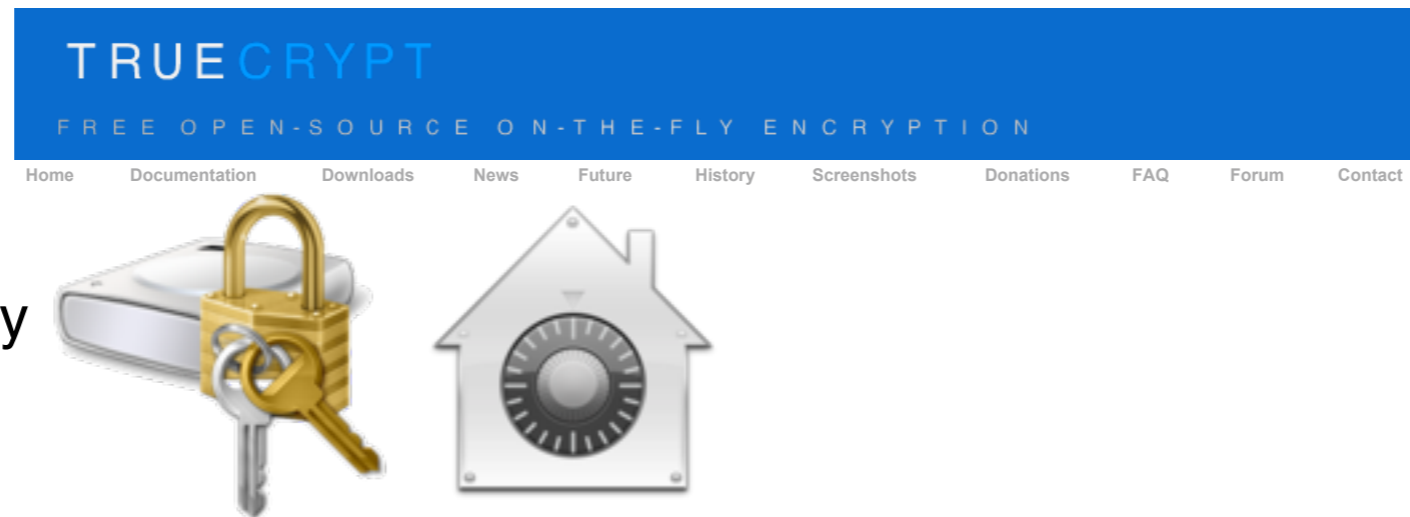 TRUECRYPT
FREE OPEN-SOURCE ON-THE-FLY ENCRYPTION
Home Documentation Downloads News Future History Screenshots Donations FAQ Forum Contact
y